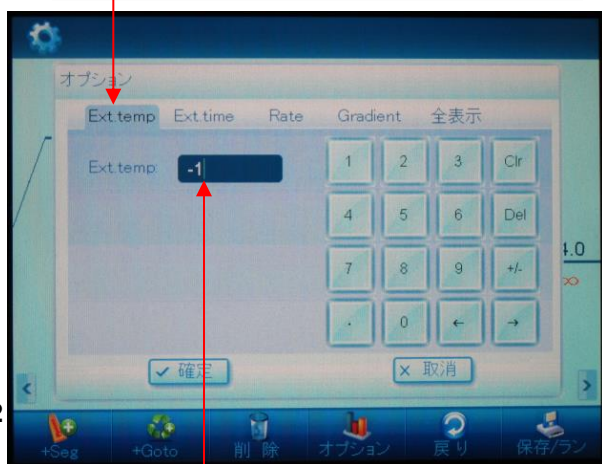 オプション
Ext.temp Ext.time Rate Gradient 全表示
Ext.temp: -1
1 2 3 Clr
4 5 6 Del
7 8 9 +/-
. 0 ← →
4.0
∞
✓ 確定 × 取消
< >
2
+Seg +Goto 削除 オプション 戻り 保存/ラン